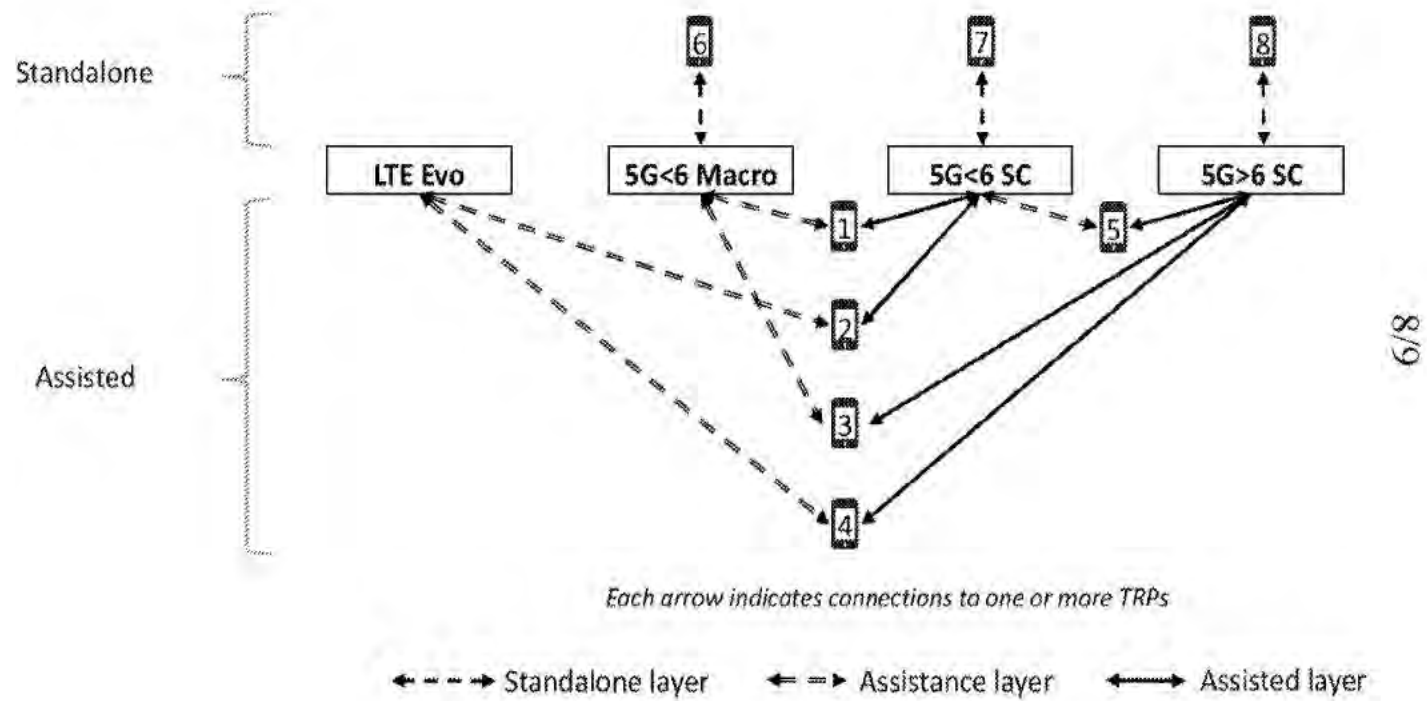 6 7 8
Standalone
LTE Evo 5G<6 Macro 5G<6 SC 5G>6 SC
1 5
2
6/8
Assisted
3
4
Each arrow indicates connections to one or more TRPs
Standalone layer Assistance layer Assisted layer